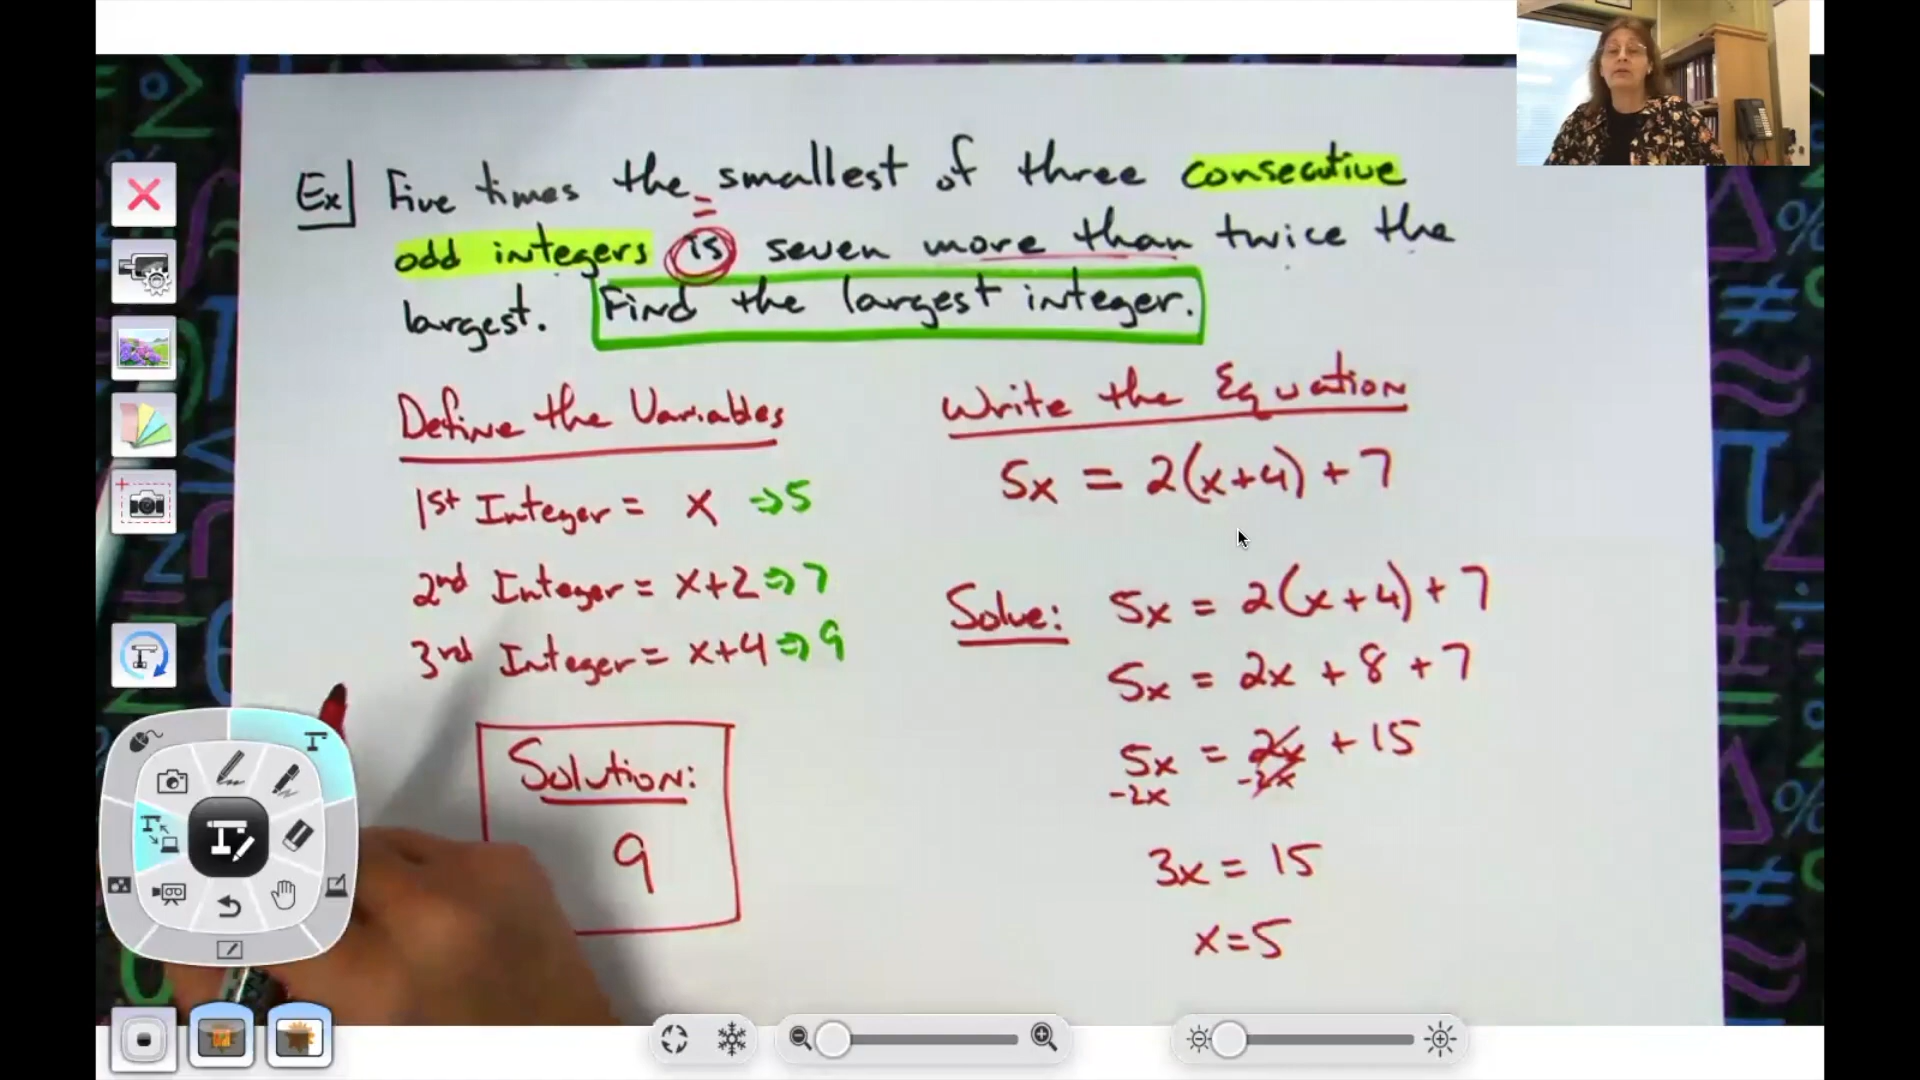 Ex Five times the smallest of three consecutive
=
odd integers is seven more than twice the
largest. Find the largest integer.
Define the Variables
1st Integer = x ⇒ 5
2nd Integer = x+2 ⇒ 7
3rd Integer = x+4 ⇒ 9
Solution:
9
Write the Equation
5x = 2(x+4) + 7
Solve: 5x = 2(x+4) + 7
5x = 2x + 8 + 7
5x = 2x + 15
-2x -2x
3x = 15
x = 5